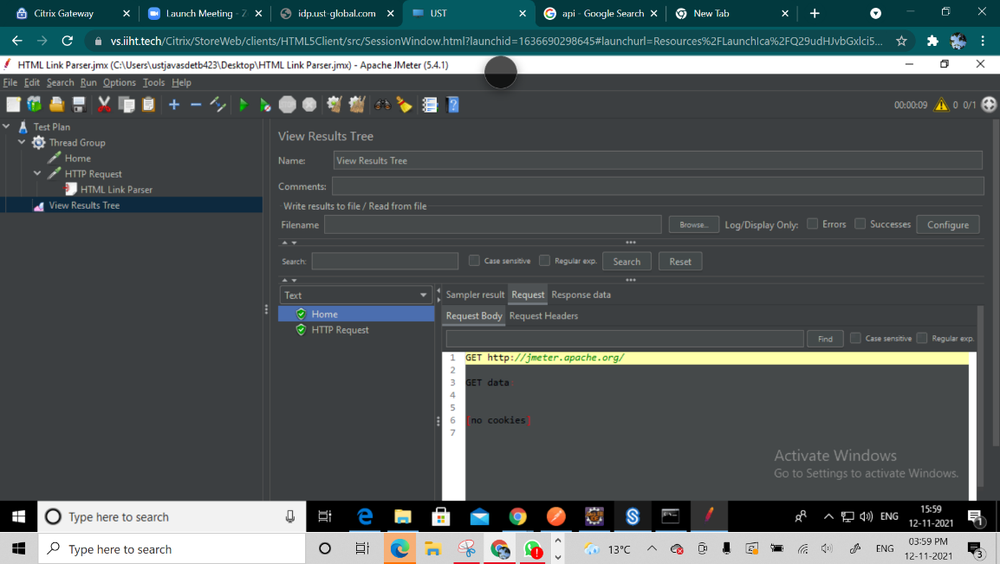 Citrix Gateway
Launch Meeting - Z
idp.ust-global.com
UST
api - Google Search
New Tab
vs.iiht.tech/Citrix/StoreWeb/clients/HTML5Client/src/SessionWindow.html?launchid=1636690298645#launchurl=Resources%2FLaunchIca%2FQ29udHJvbGxlci5...
HTML Link Parser.jmx (C:\Users\ustjavasdetb423\Desktop\HTML Link Parser.jmx) - Apache JMeter (5.4.1)
File Edit Search Run Options Tools Help
00:00:09 0 0/1
Test Plan
Thread Group
Home
HTTP Request
HTML Link Parser
View Results Tree
View Results Tree
Name: View Results Tree
Comments:
Write results to file / Read from file
Filename Browse... Log/Display Only: Errors Successes Configure
Search: Case sensitive Regular exp. Search Reset
Text
Home
HTTP Request
Sampler result Request Response data
Request Body Request Headers
Find Case sensitive Regular exp.
1 GET http://jmeter.apache.org/
2
3 GET data
4
5
6 [no cookies]
7
Activate Windows
Go to Settings to activate Windows.
Type here to search
ENG
15:59
12-11-2021
1
Type here to search
13°C
ENG
03:59 PM
12-11-2021
3